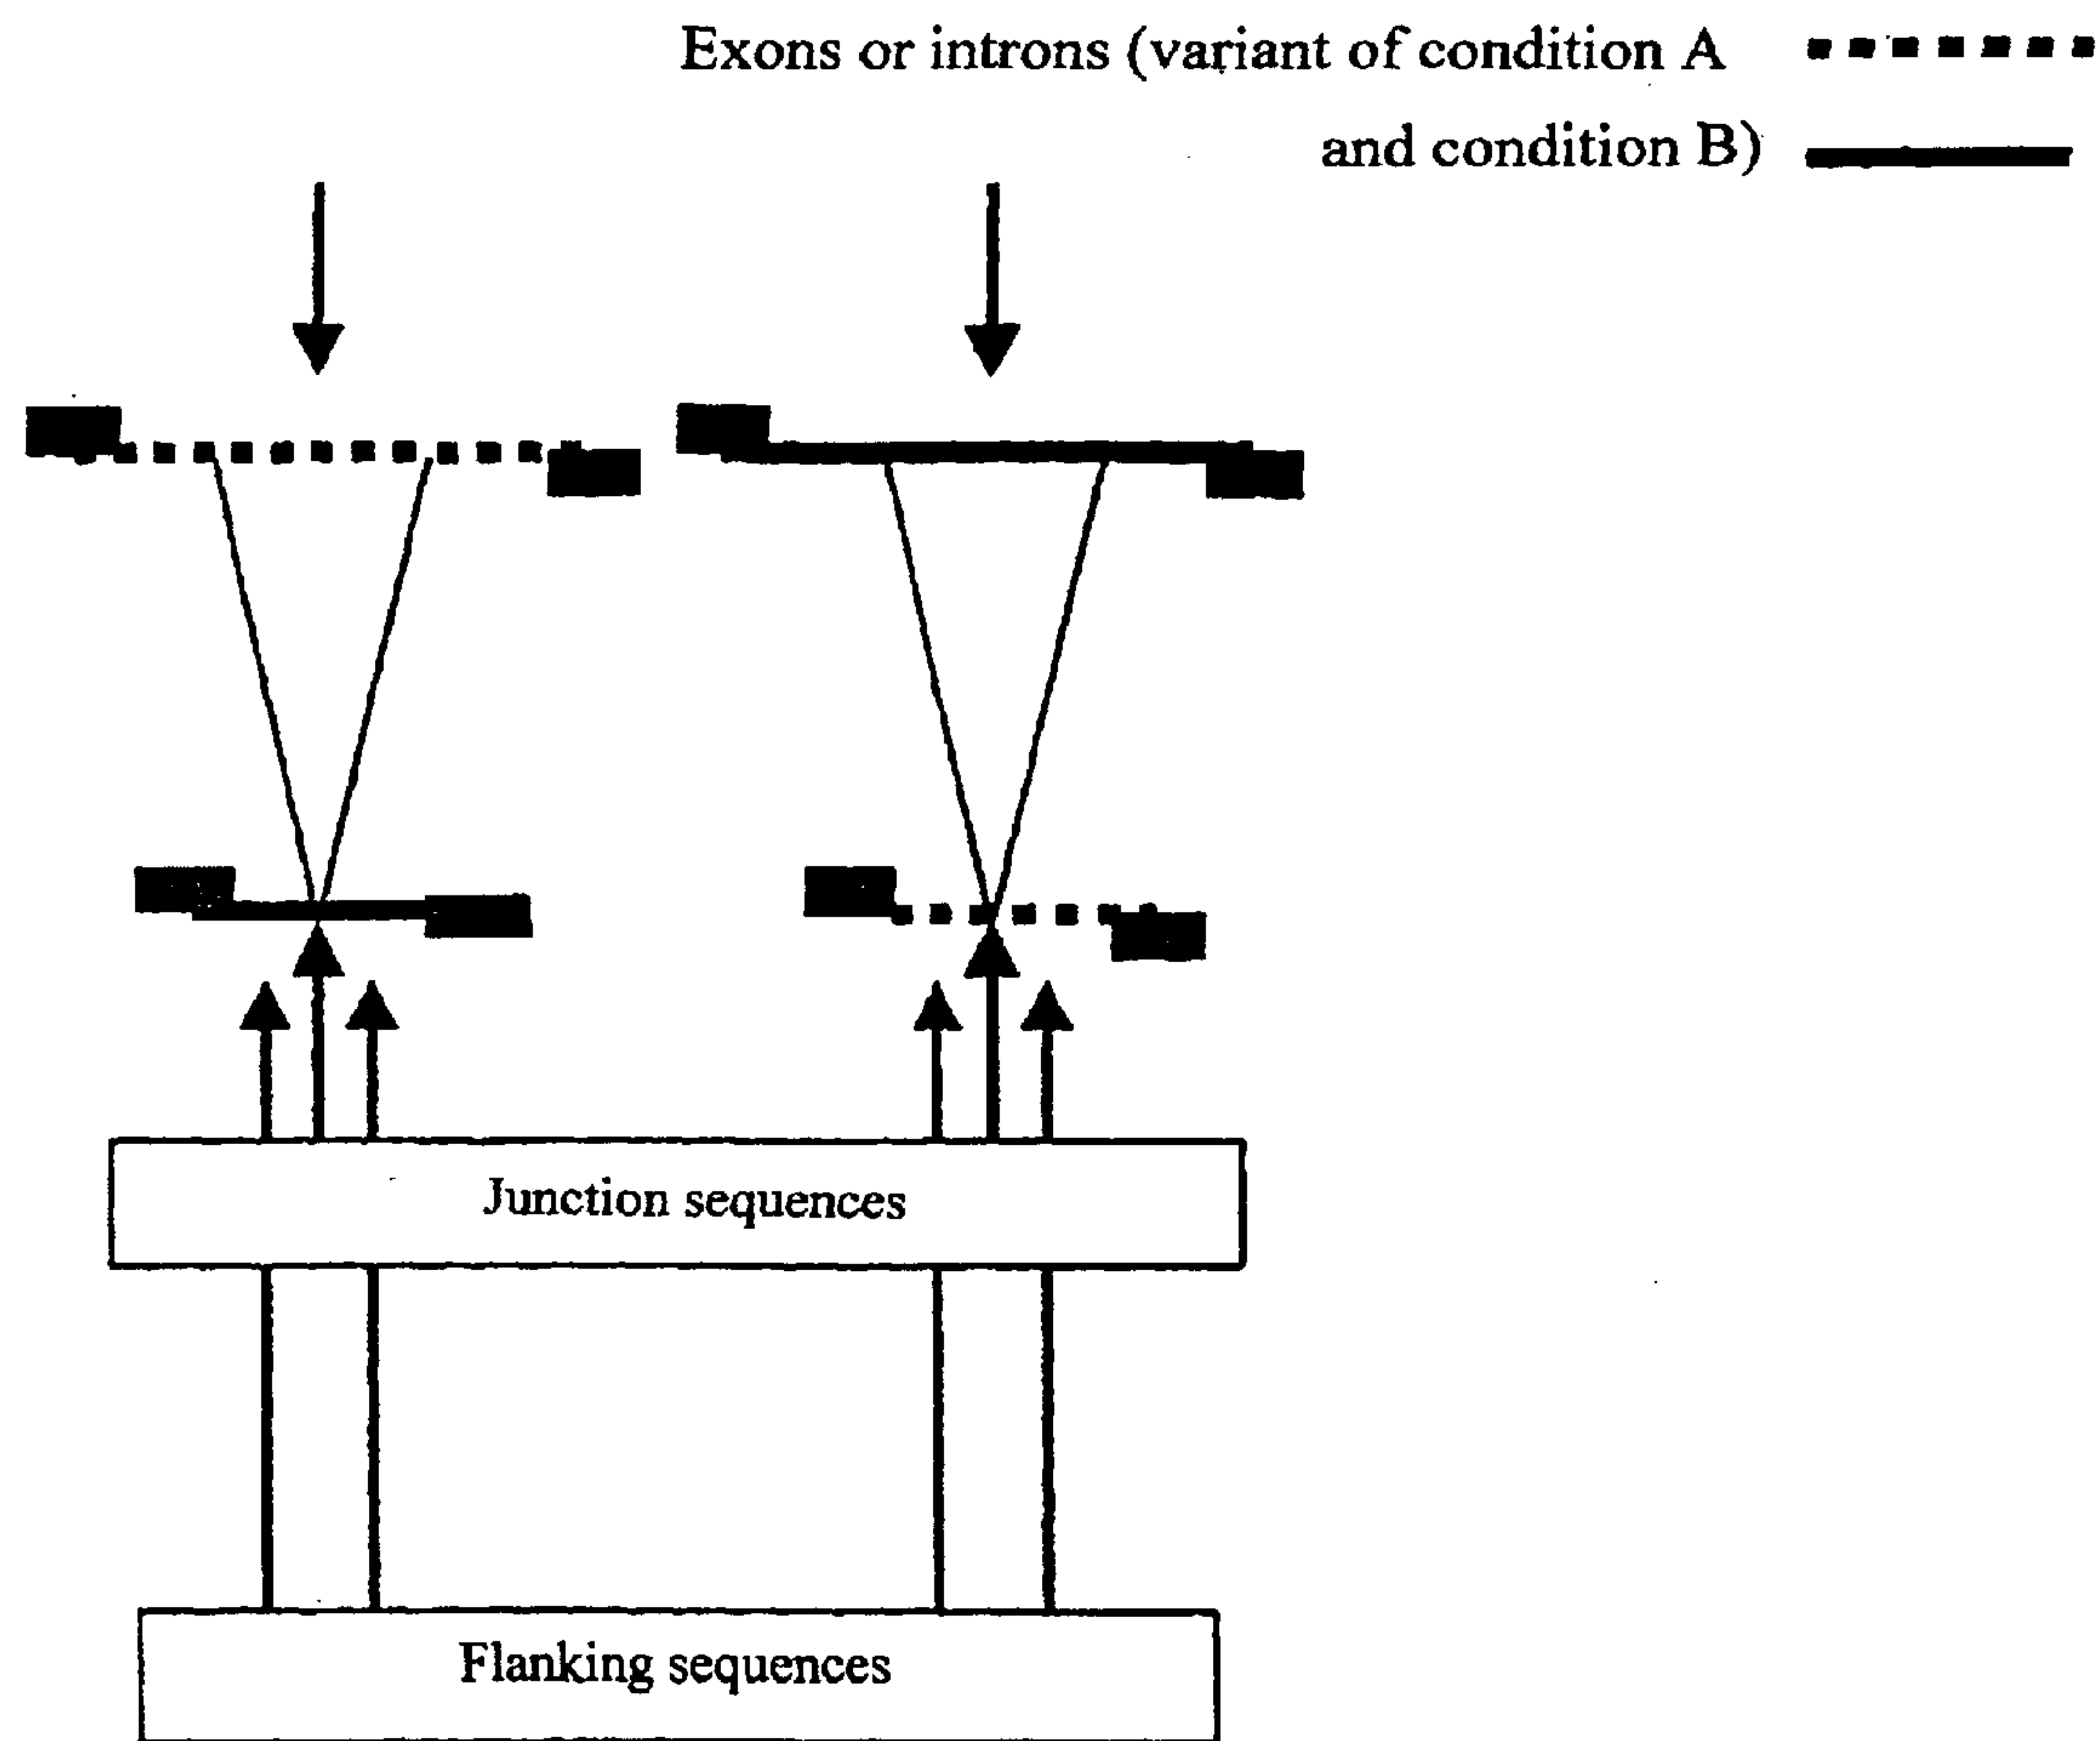 Exons or introns (variant of condition A
and condition B)
Junction sequences
Flanking sequences